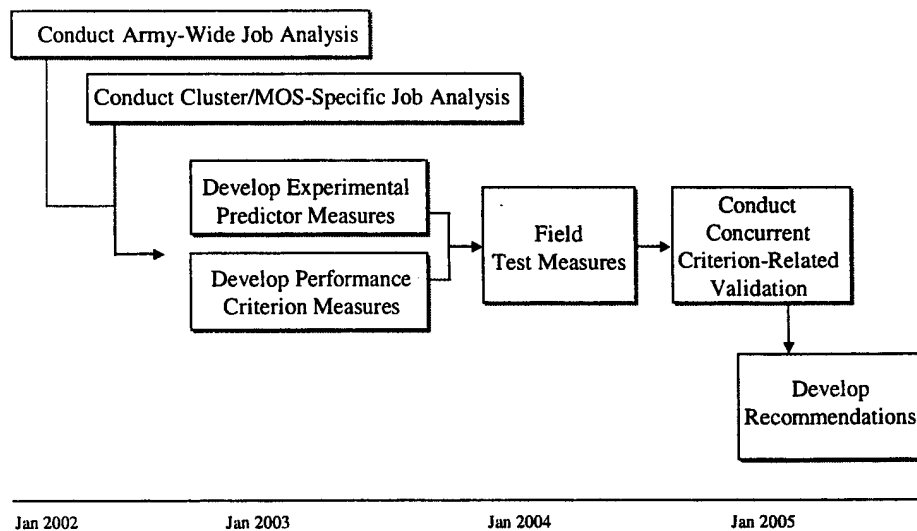 Conduct Army-Wide Job Analysis
Conduct Cluster/MOS-Specific Job Analysis
Develop Experimental
Predictor Measures
Develop Performance
Criterion Measures
Field
Test Measures
Conduct
Concurrent
Criterion-Related
Validation
Develop
Recommendations
Jan 2002
Jan 2003
Jan 2004
Jan 2005